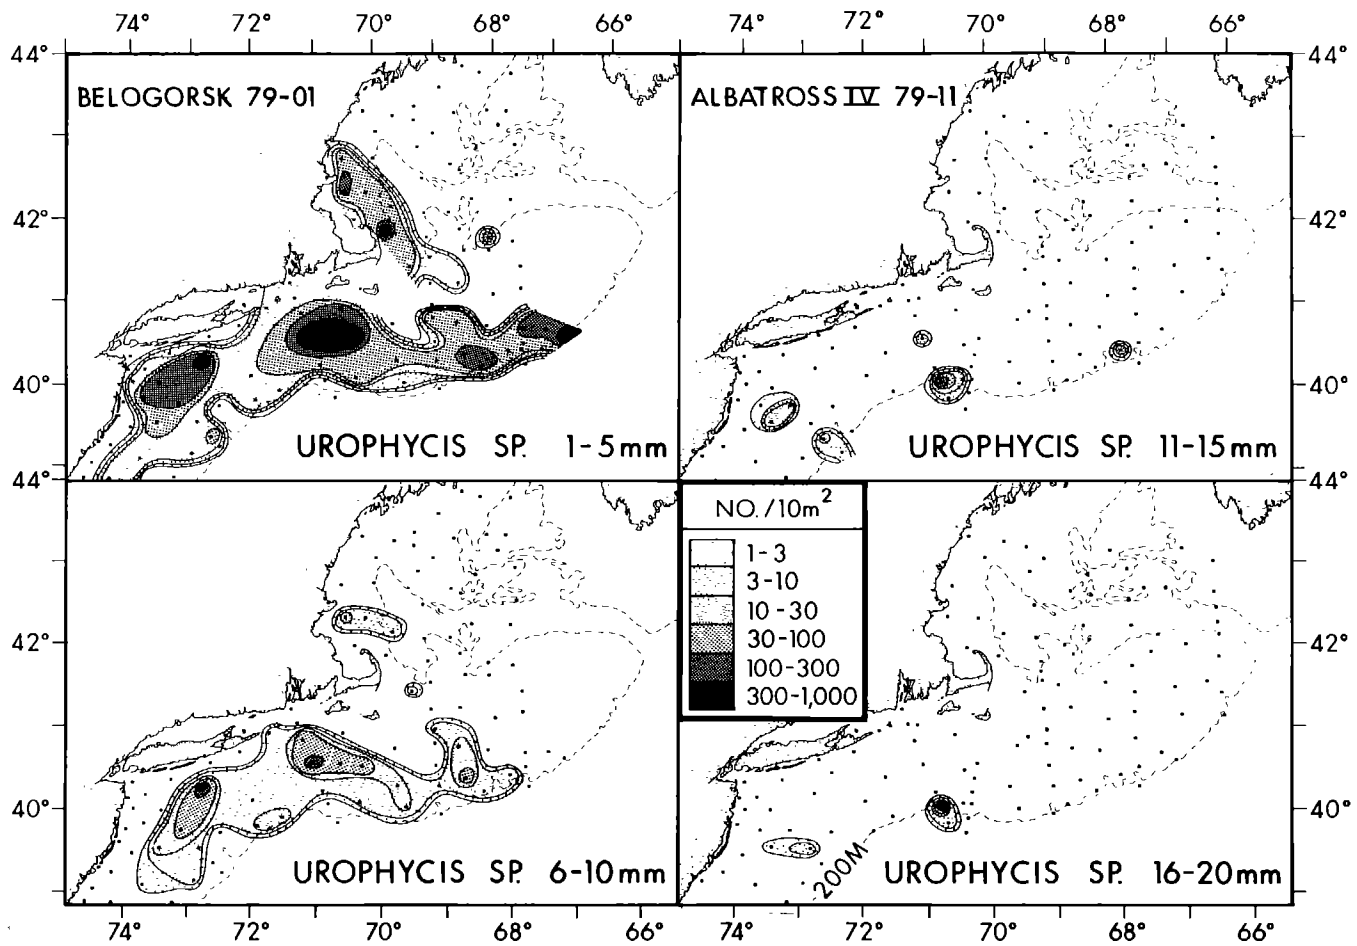 74° 72° 70° 68° 74° 72° 70° 68°
44° 44°
BELOGORSK 79-01 ALBATROSS IV 79-11
42° 42°
40° 40°
UROPHYCIS SP. 1-5mm UROPHYCIS SP. 11-15mm
44° 44°
NO./10m²
1-3
3-10
10-30
30-100
100-300
300-1,000
42° 42°
40° 40°
200M
UROPHYCIS SP. 6-10mm UROPHYCIS SP. 16-20mm
74° 72° 70° 68° 74° 72° 70° 68° 66°